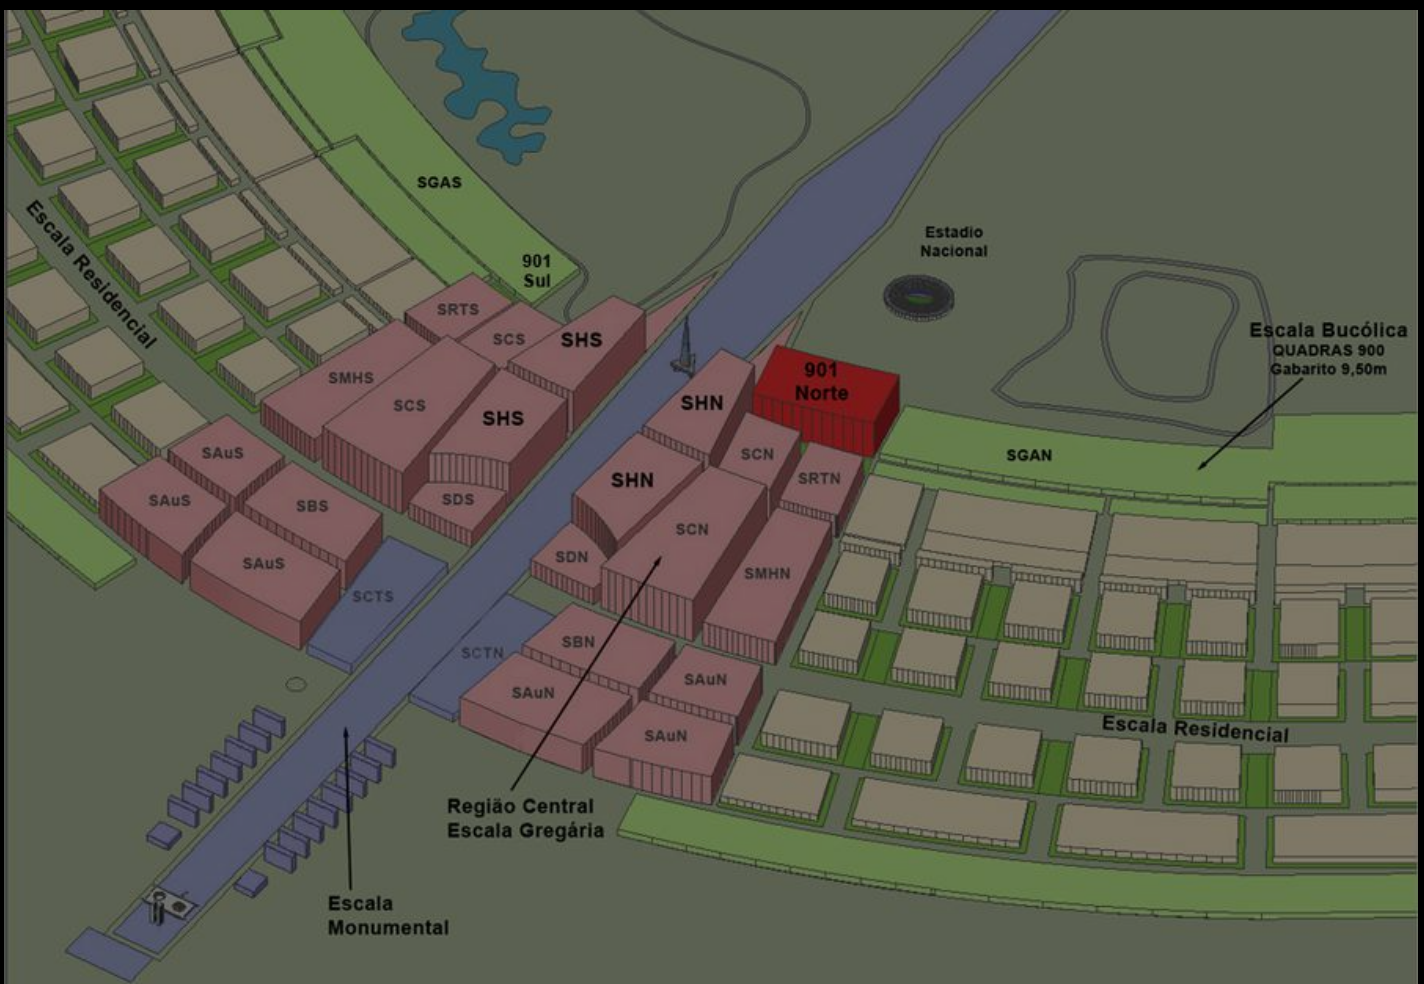 SGAS
901
Sul
Estadio
Nacional
Escala Residencial
SRTS
SCS
SHS
Escala Bucólica
QUADRAS 900
Gabarito 9,50m
901
Norte
SMHS
SCS
SHS
SHN
SCN
SGAN
SAuS
SAuS
SBS
SDS
SHN
SRTN
SCN
SDN
SMHN
SAuS
SCTS
SCTN
SBN
SAuN
SAuN
SAuN
Escala Residencial
Região Central
Escala Gregária
Escala
Monumental